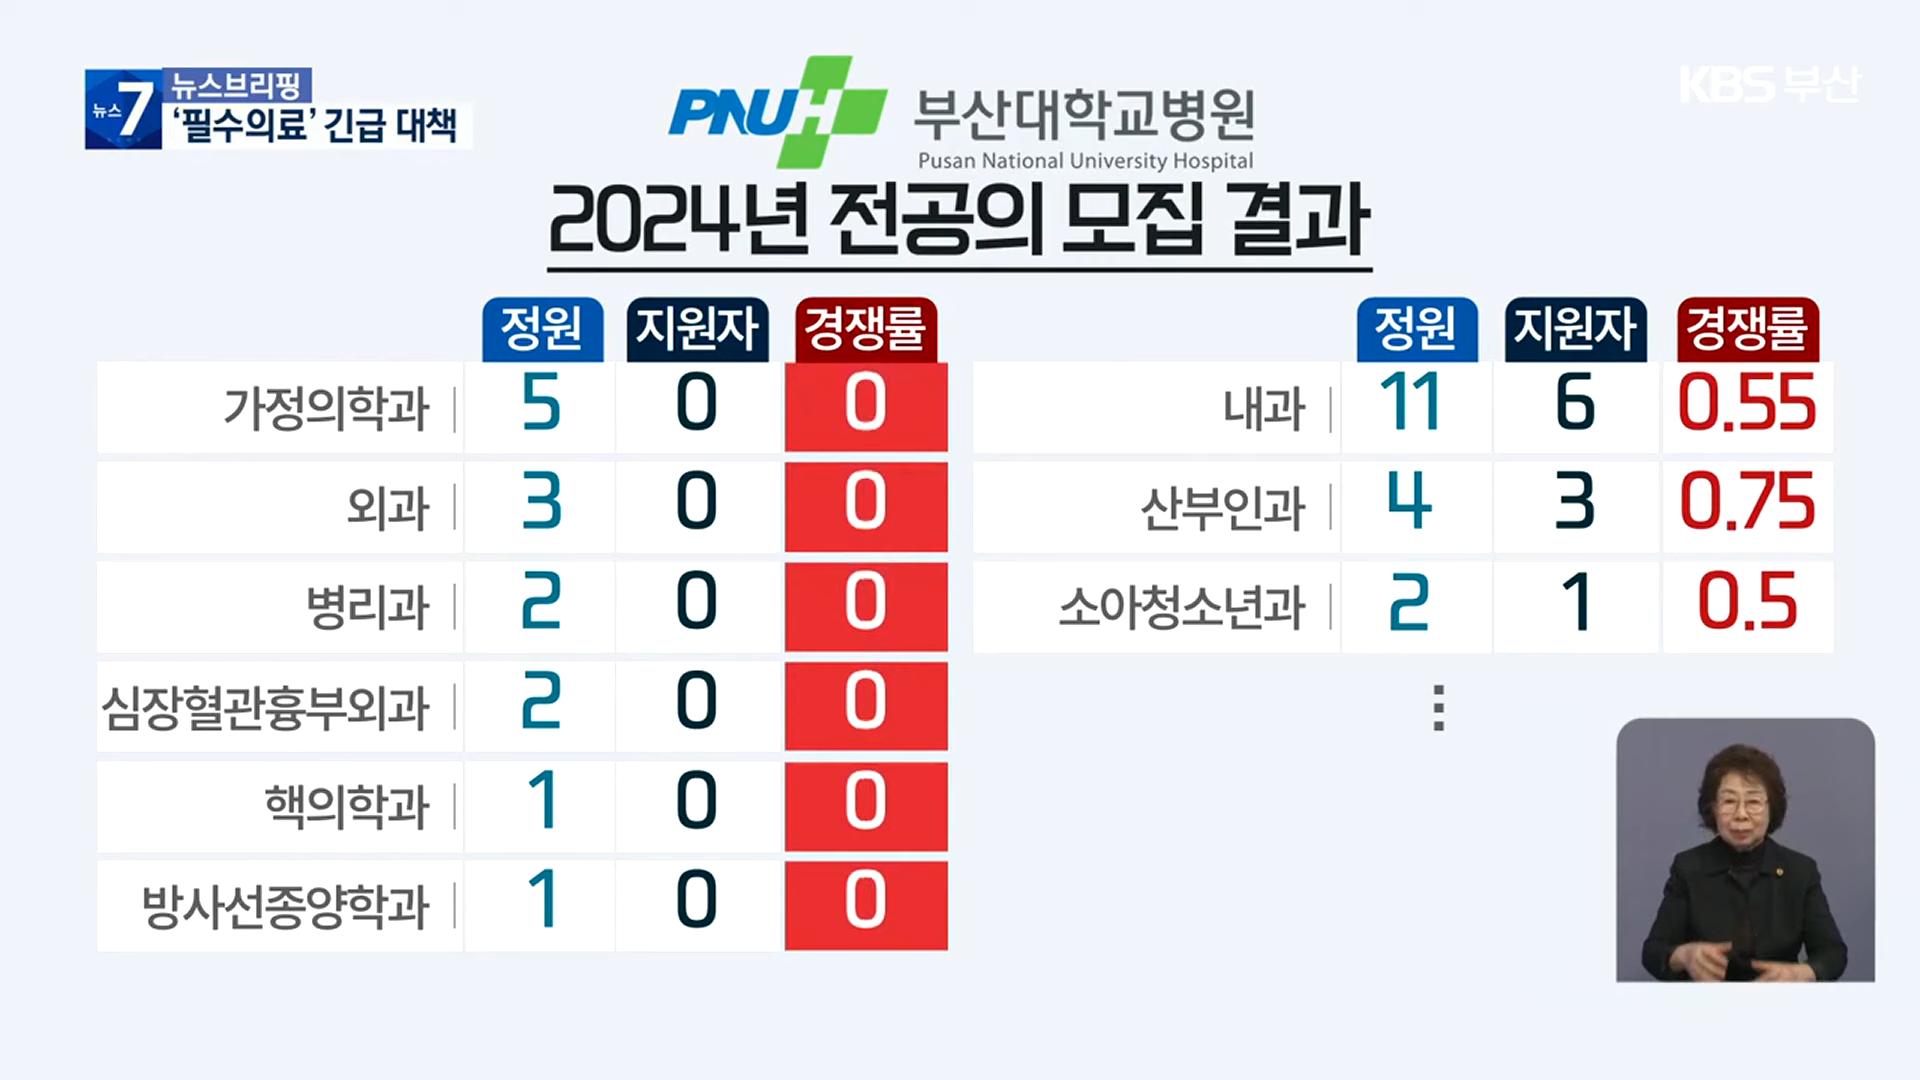 뉴스7
뉴스브리핑
‘필수의료’ 긴급 대책
KBS 부산
PNUH 부산대학교병원
Pusan National University Hospital
2024년 전공의 모집 결과
정원 지원자 경쟁률
가정의학과 5 0 0
외과 3 0 0
병리과 2 0 0
심장혈관흉부외과 2 0 0
핵의학과 1 0 0
방사선종양학과 1 0 0
정원 지원자 경쟁률
내과 11 6 0.55
산부인과 4 3 0.75
소아청소년과 2 1 0.5
⋮